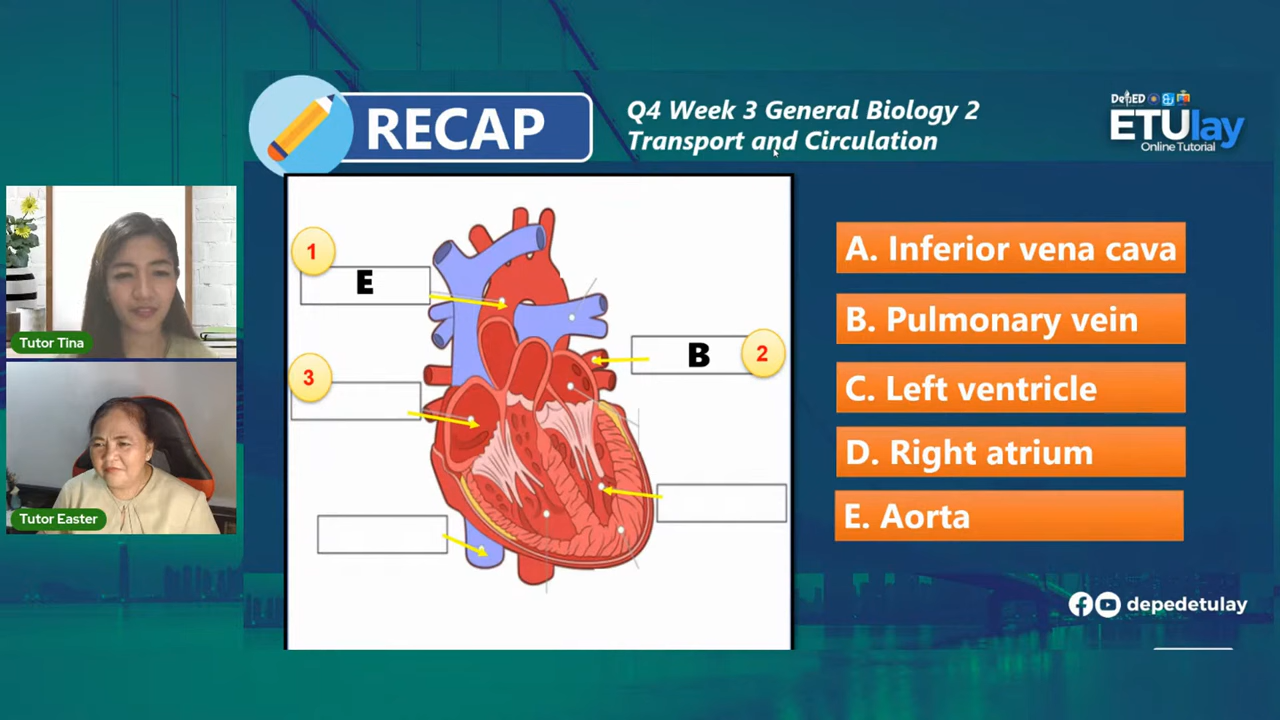 RECAP
Q4 Week 3 General Biology 2
Transport and Circulation
DepED
ETUlay
Online Tutorial
1
E
B
2
3
A. Inferior vena cava
B. Pulmonary vein
C. Left ventricle
D. Right atrium
E. Aorta
Tutor Tina
Tutor Easter
depedetulay